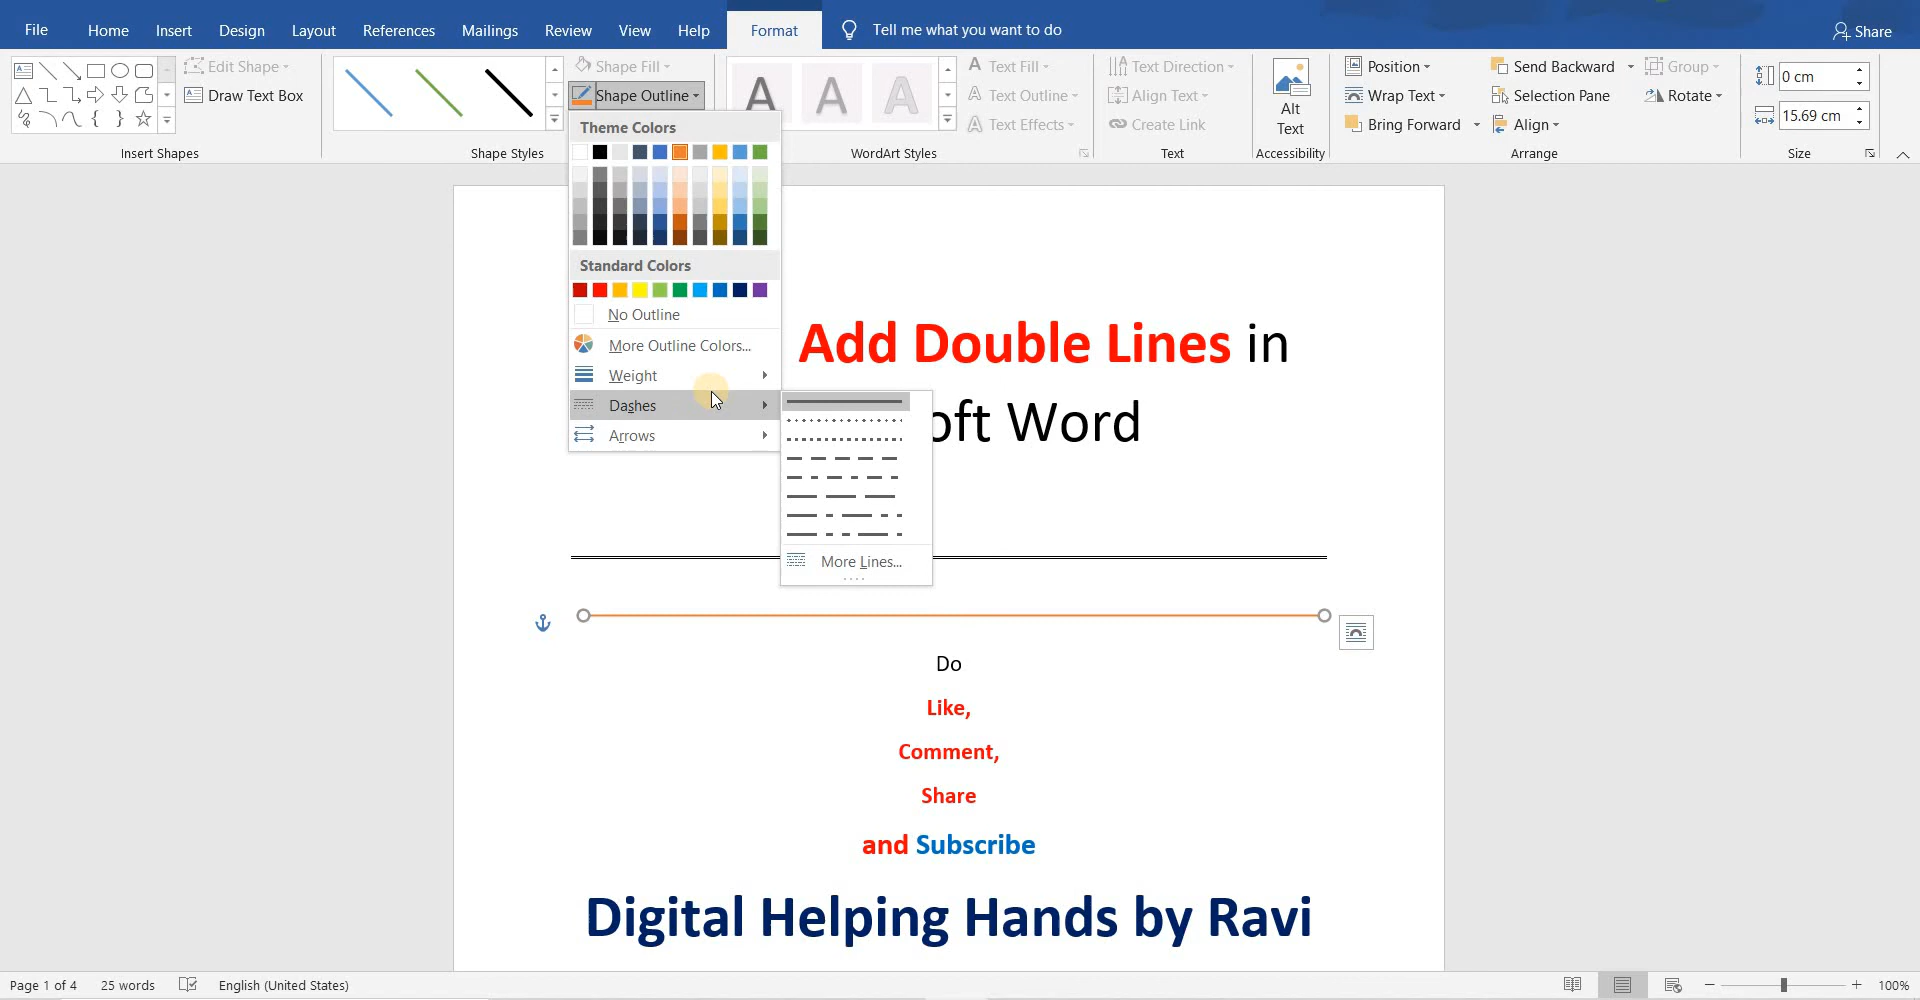 File Home Insert Design Layout References Mailings Review View Help Format Tell me what you want to do Share
Edit Shape
Draw Text Box
Insert Shapes
Shape Fill
Shape Outline
Shape Styles
A A A
WordArt Styles
A Text Fill
A Text Outline
A Text Effects
Text Direction
Align Text
Create Link
Text
Alt
Text
Accessibility
Position
Wrap Text
Bring Forward
Send Backward
Selection Pane
Align
Group
Rotate
Arrange
0 cm
15.69 cm
Size
Theme Colors
Standard Colors
No Outline
More Outline Colors...
Weight
Dashes
Arrows
More Lines...
Add Double Lines in
oft Word
Do
Like,
Comment,
Share
and Subscribe
Digital Helping Hands by Ravi
Page 1 of 4 25 words English (United States) 100%